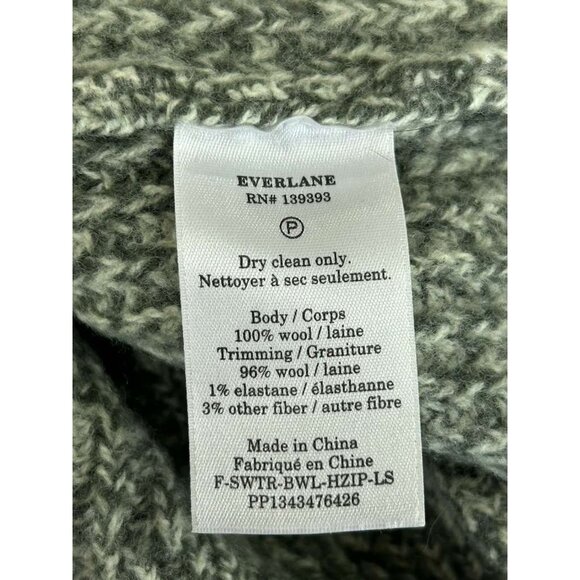 EVERLANE
RN# 139393
P
Dry clean only.
Nettoyer à sec seulement.
Body / Corps
100% wool / laine
Trimming / Graniture
96% wool / laine
1% elastane / élasthanne
3% other fiber / autre fibre
Made in China
Fabriqué en Chine
F-SWTR-BWL-HZIP-LS
PP1343476426